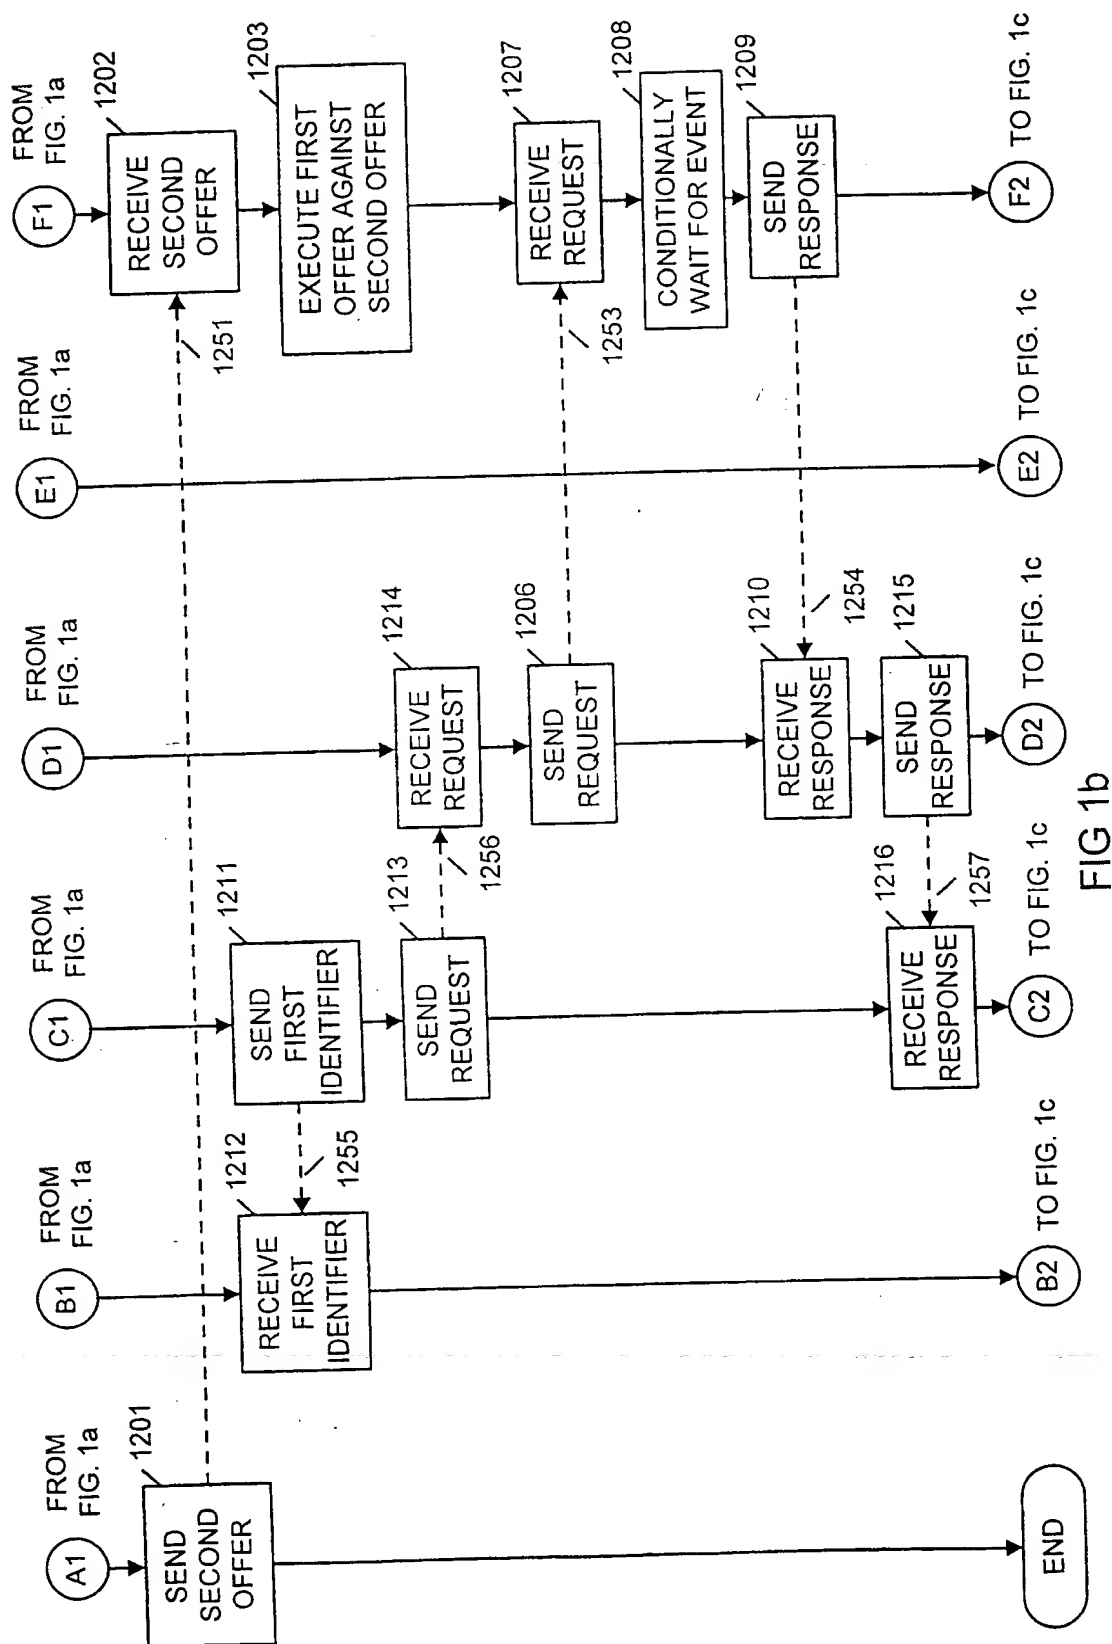 A1
FROM
FIG. 1a
1201
SEND
SECOND
OFFER
END
B1
FROM
FIG. 1a
1212
RECEIVE
FIRST
IDENTIFIER
1255
B2
TO FIG. 1c
C1
FROM
FIG. 1a
1211
SEND
FIRST
IDENTIFIER
1213
SEND
REQUEST
1256
1216
RECEIVE
RESPONSE
1257
C2
TO FIG. 1c
D1
FROM
FIG. 1a
1214
RECEIVE
REQUEST
1206
SEND
REQUEST
1210
RECEIVE
RESPONSE
1254
1215
SEND
RESPONSE
D2
TO FIG. 1c
E1
FROM
FIG. 1a
E2
TO FIG. 1c
F1
FROM
FIG. 1a
1202
RECEIVE
SECOND
OFFER
1251
1203
EXECUTE FIRST
OFFER AGAINST
SECOND OFFER
1207
RECEIVE
REQUEST
1253
1208
CONDITIONALLY
WAIT FOR EVENT
1209
SEND
RESPONSE
F2
TO FIG. 1c
FIG 1b